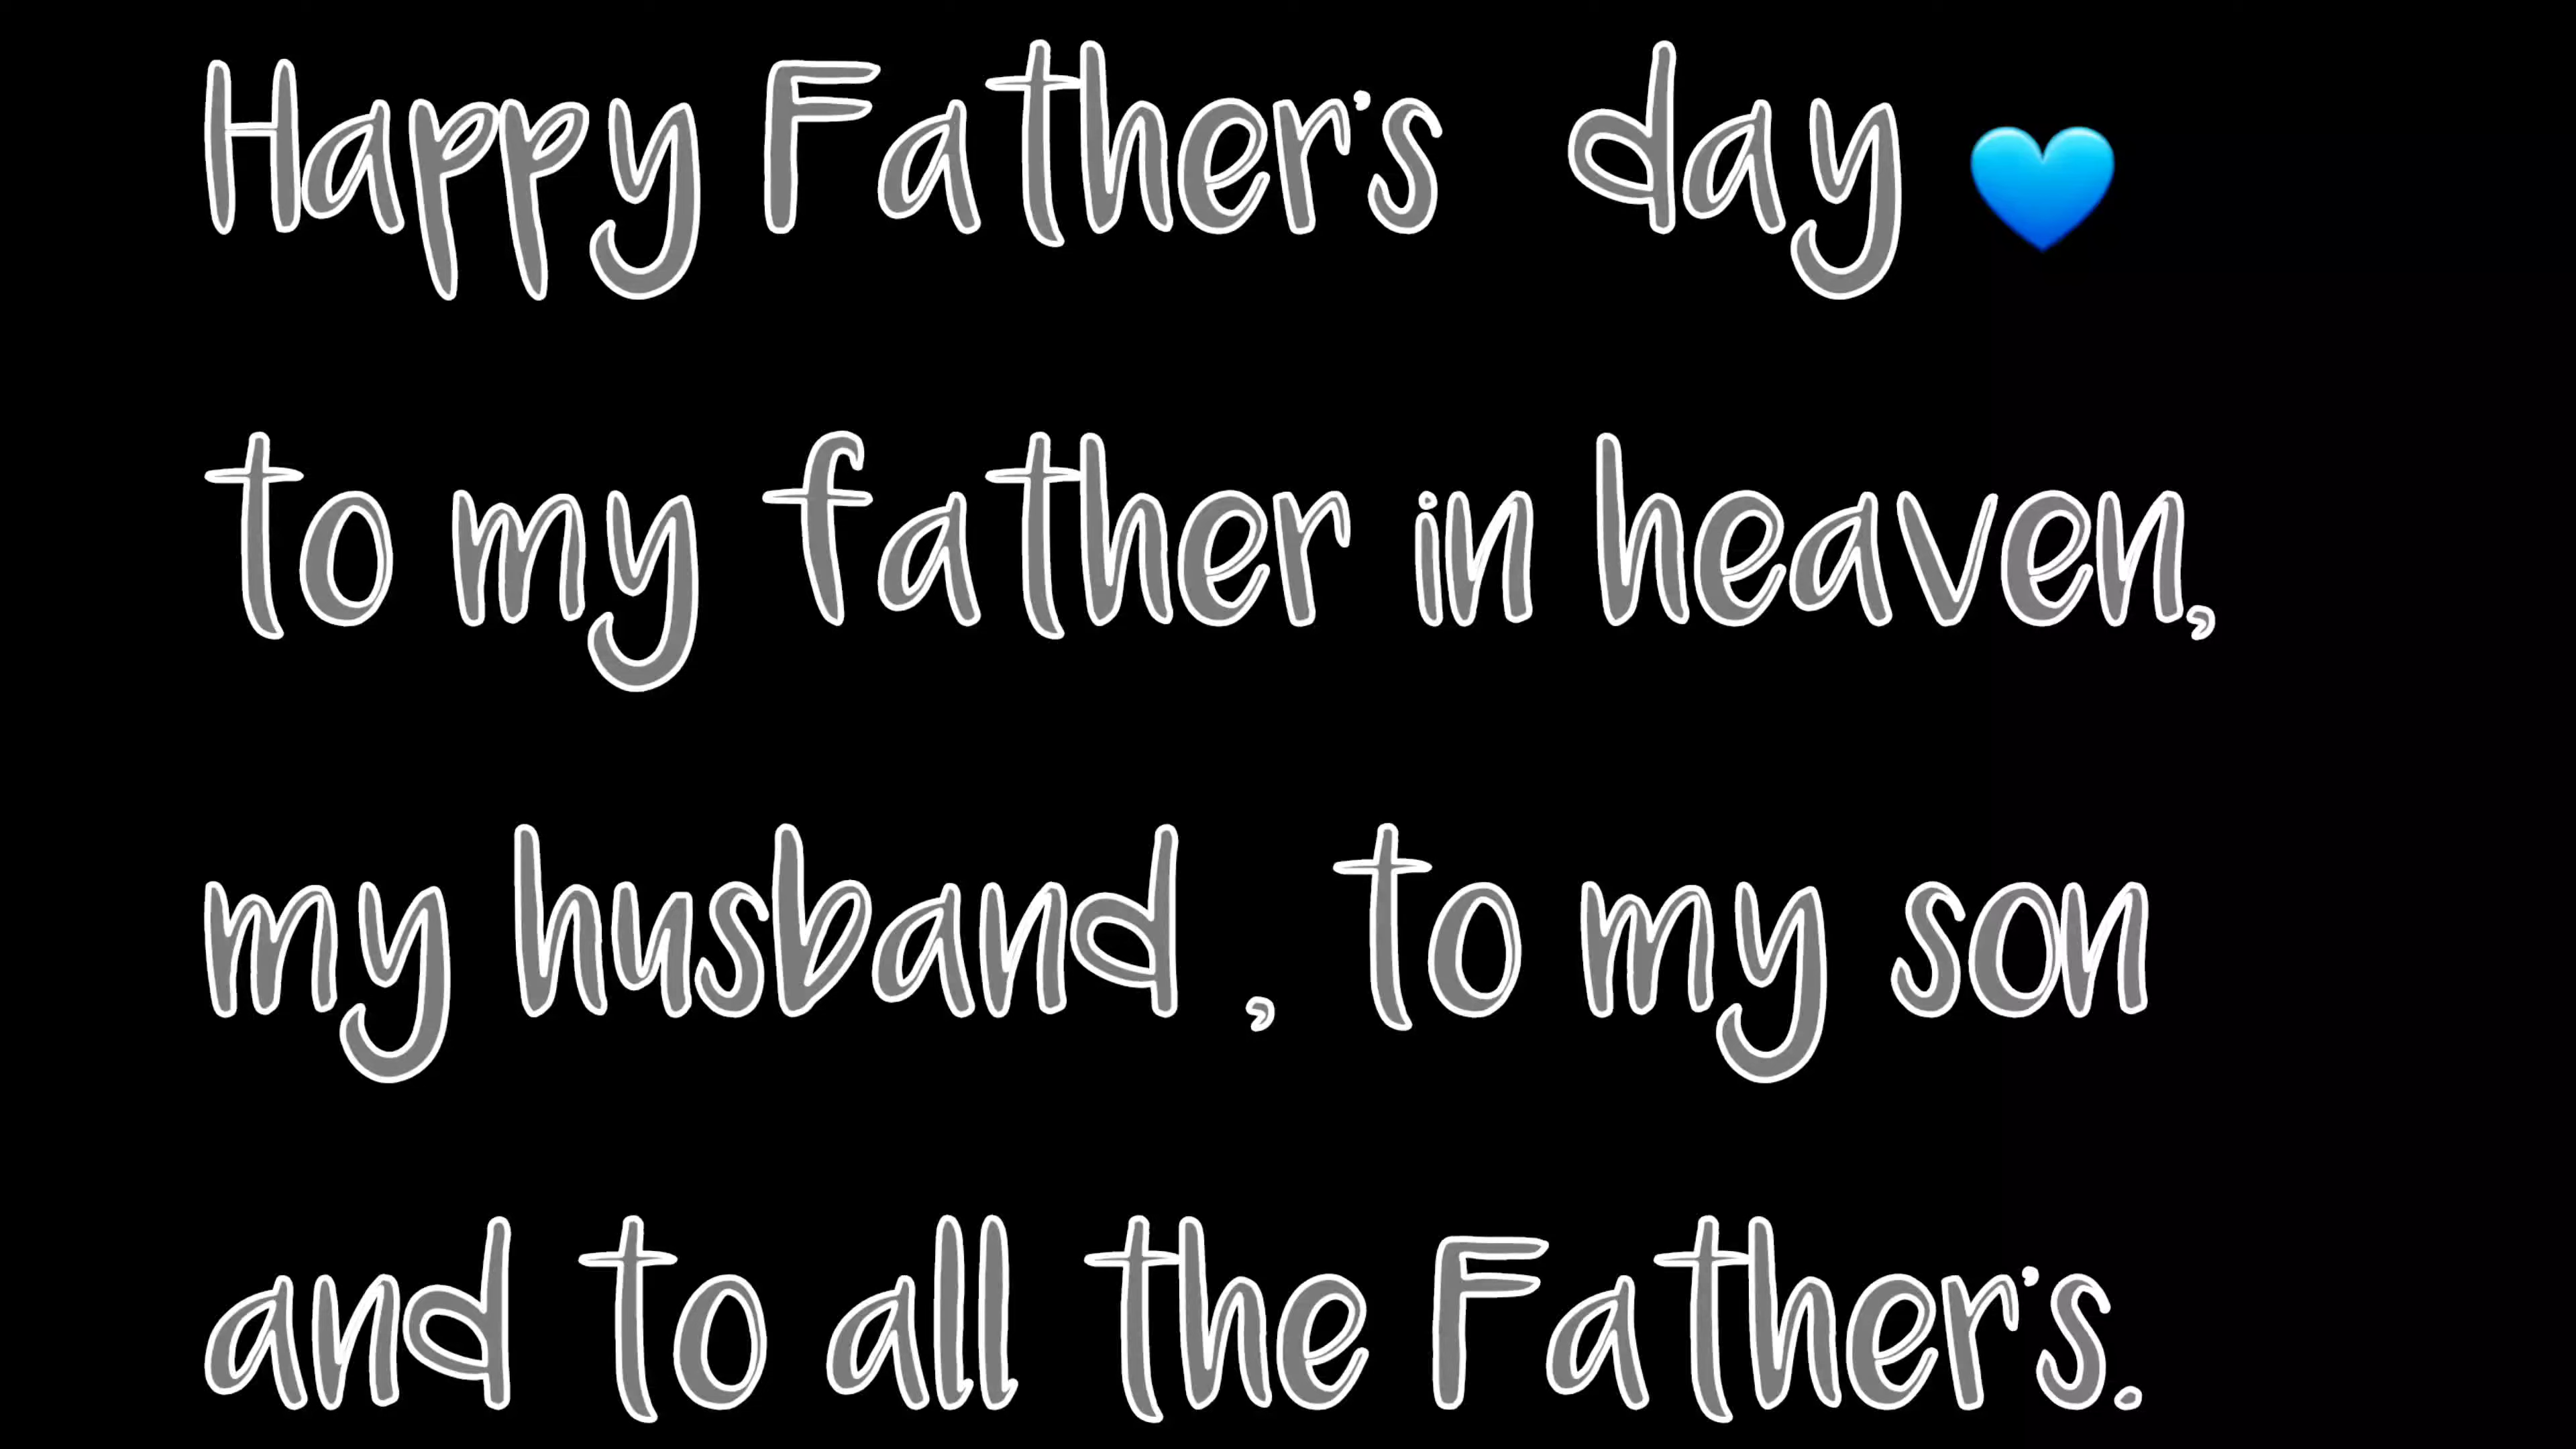 Happy Father's day 💙
to my father in heaven,
my husband , to my son
and to all the Father's.